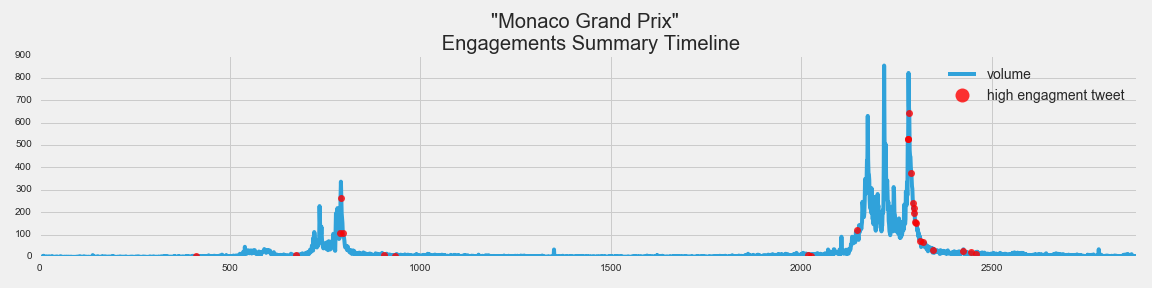 "Monaco Grand Prix"
Engagements Summary Timeline
900
800
700
600
500
400
300
200
100
0
volume
high engagment tweet
0 500 1000 1500 2000 2500